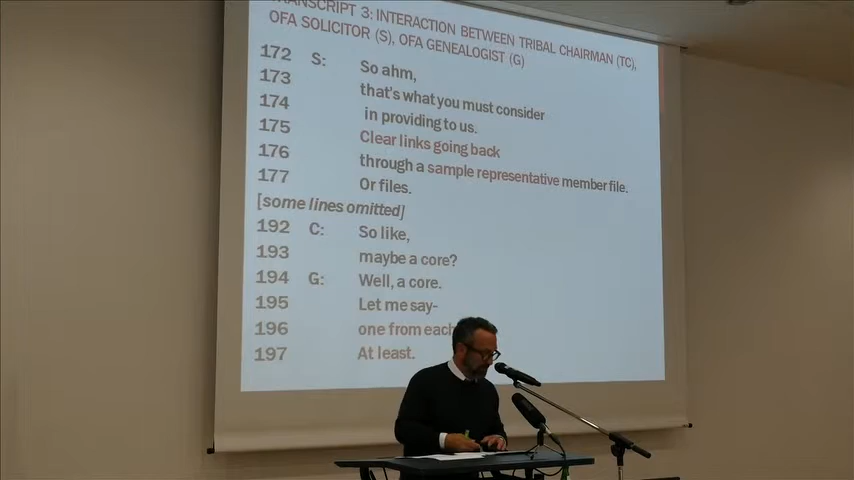 TRANSCRIPT 3: INTERACTION BETWEEN TRIBAL CHAIRMAN (TC),
OFA SOLICITOR (S), OFA GENEALOGIST (G)
172 S: So ahm,
173 that's what you must consider
174 in providing to us.
175 Clear links going back
176 through a sample representative member file.
177 Or files.
[some lines omitted]
192 C: So like,
193 maybe a core?
194 G: Well, a core.
195 Let me say-
196 one from each
197 At least.